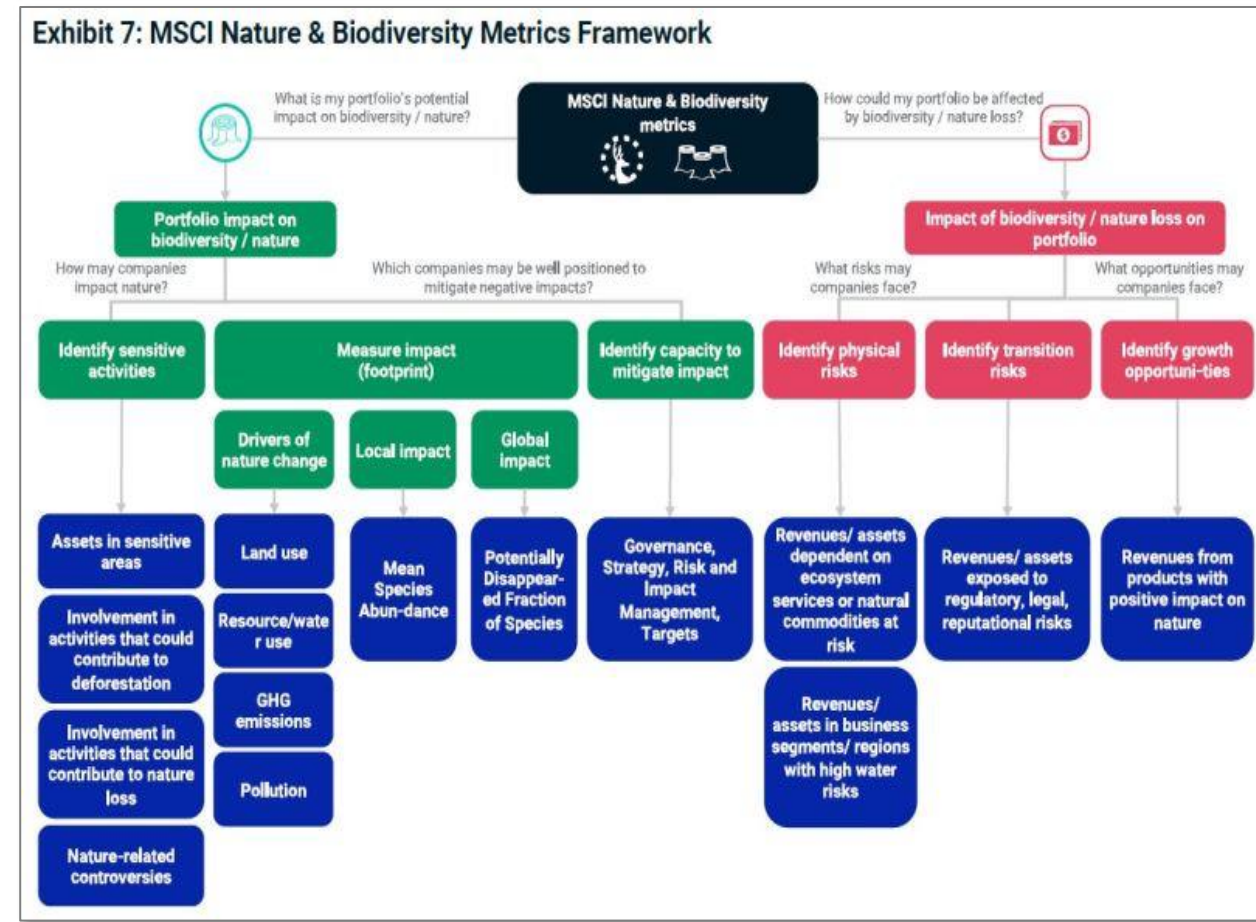 Exhibit 7: MSCI Nature & Biodiversity Metrics Framework
What is my portfolio's potential
impact on biodiversity / nature?
MSCI Nature & Biodiversity
metrics
How could my portfolio be affected
by biodiversity / nature loss?
Portfolio impact on
biodiversity / nature
Impact of biodiversity / nature loss on
portfolio
How may companies
impact nature?
Which companies may be well positioned to
mitigate negative impacts?
What risks may
companies face?
What opportunities may
companies face?
Identify sensitive
activities
Measure impact
(footprint)
Identify capacity to
mitigate impact
Identify physical
risks
Identify transition
risks
Identify growth
opportuni-ties
Drivers of
nature change
Local impact
Global
impact
Assets in sensitive
areas
Involvement in
activities that could
contribute to
deforestation
Involvement in
activities that could
contribute to nature
loss
Nature-related
controversies
Land use
Resource/wate
r use
GHG
emissions
Pollution
Mean
Species
Abun-dance
Potentially
Disappear-
ed Fraction
of Species
Governance,
Strategy, Risk and
Impact
Management,
Targets
Revenues/ assets
dependent on
ecosystem
services or natural
commodities at
risk
Revenues/
assets in business
segments/ regions
with high water
risks
Revenues/ assets
exposed to
regulatory, legal,
reputational risks
Revenues from
products with
positive impact on
nature